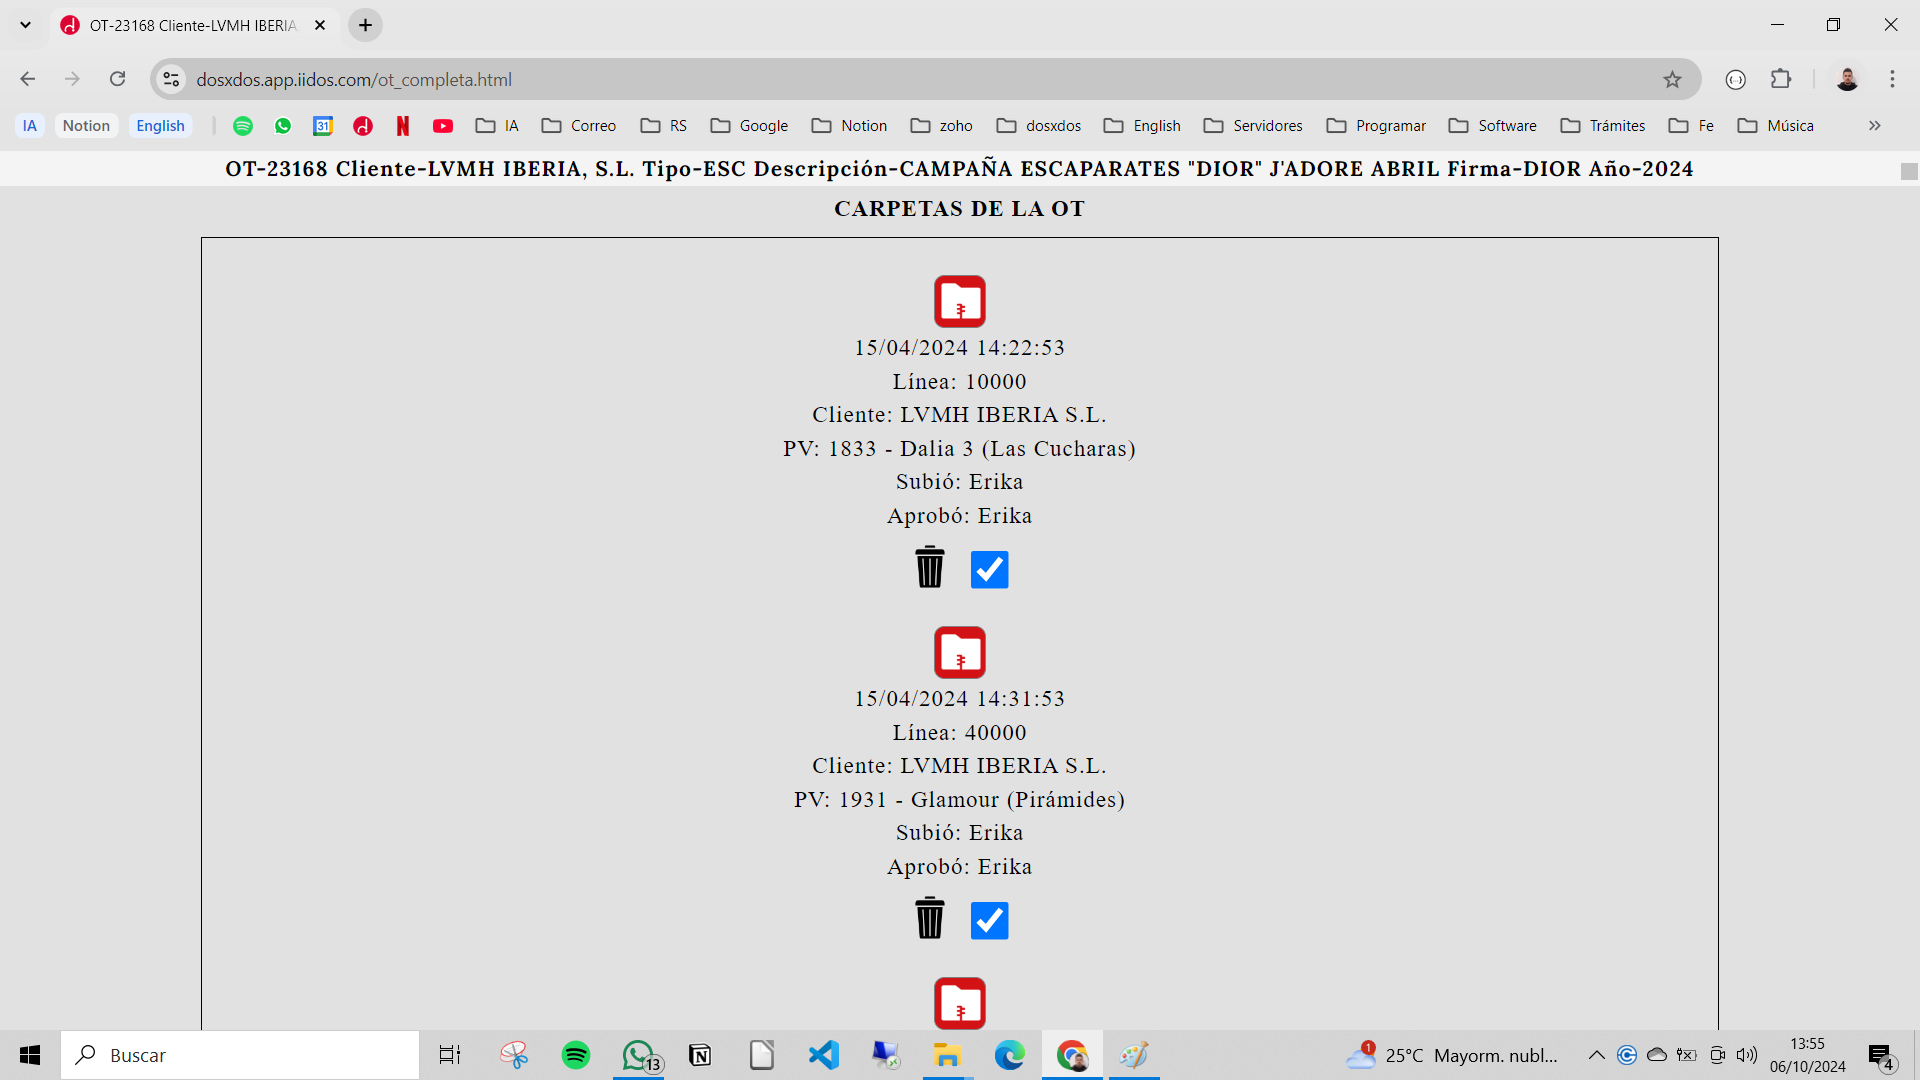 OT-23168 Cliente-LVMH IBERIA
dosxdos.app.iidos.com/ot_completa.html
IA Notion English 31 IA Correo RS Google Notion zoho dosxdos English Servidores Programar Software Trámites Fe Música
OT-23168 Cliente-LVMH IBERIA, S.L. Tipo-ESC Descripción-CAMPAÑA ESCAPARATES "DIOR" J'ADORE ABRIL Firma-DIOR Año-2024
CARPETAS DE LA OT
15/04/2024 14:22:53
Línea: 10000
Cliente: LVMH IBERIA S.L.
PV: 1833 - Dalia 3 (Las Cucharas)
Subió: Erika
Aprobó: Erika
15/04/2024 14:31:53
Línea: 40000
Cliente: LVMH IBERIA S.L.
PV: 1931 - Glamour (Pirámides)
Subió: Erika
Aprobó: Erika
Buscar
13
1
25°C Mayorm. nubl...
13:55
06/10/2024
4